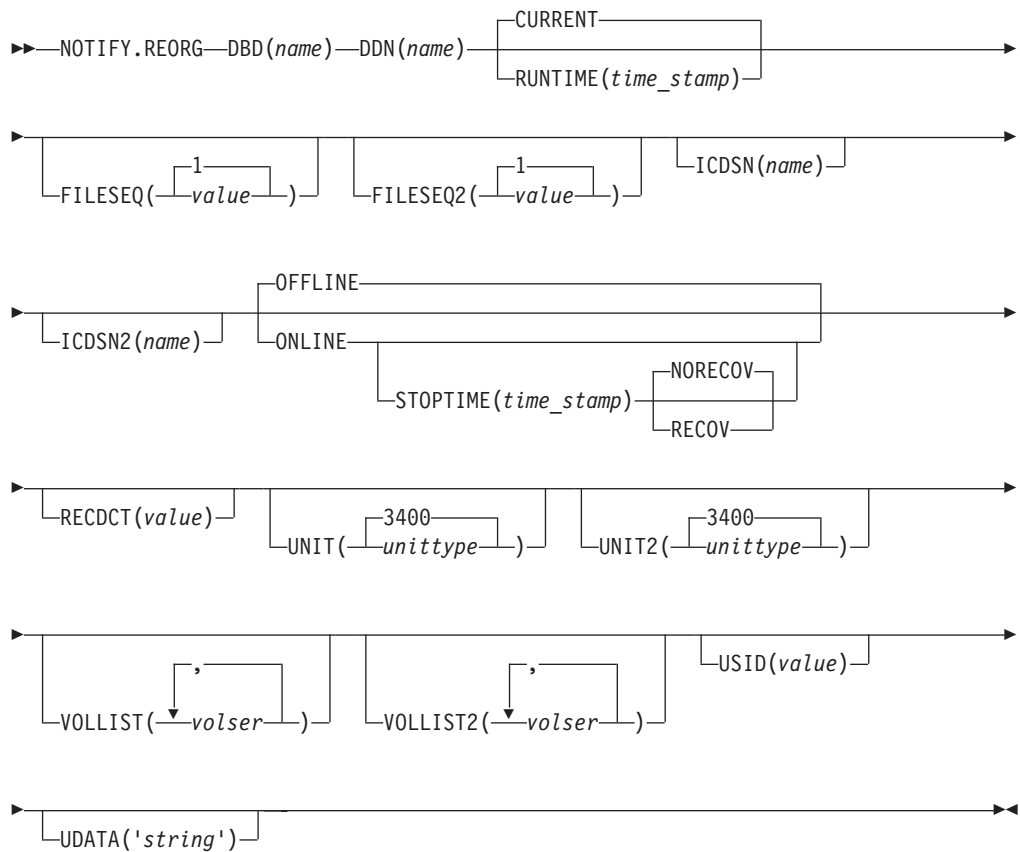 CURRENT
NOTIFY.REORG DBD(name) DDN(name)
RUNTIME(time_stamp)
1 1 ICDSN(name)
FILESEQ( value ) FILESEQ2( value )
OFFLINE
ICDSN2(name) ONLINE
NORECOV
STOPTIME(time_stamp)
RECOV
RECDCT(value) 3400 3400
UNIT( unittype ) UNIT2( unittype )
, , USID(value)
VOLLIST( volser ) VOLLIST2( volser )
UDATA('string')